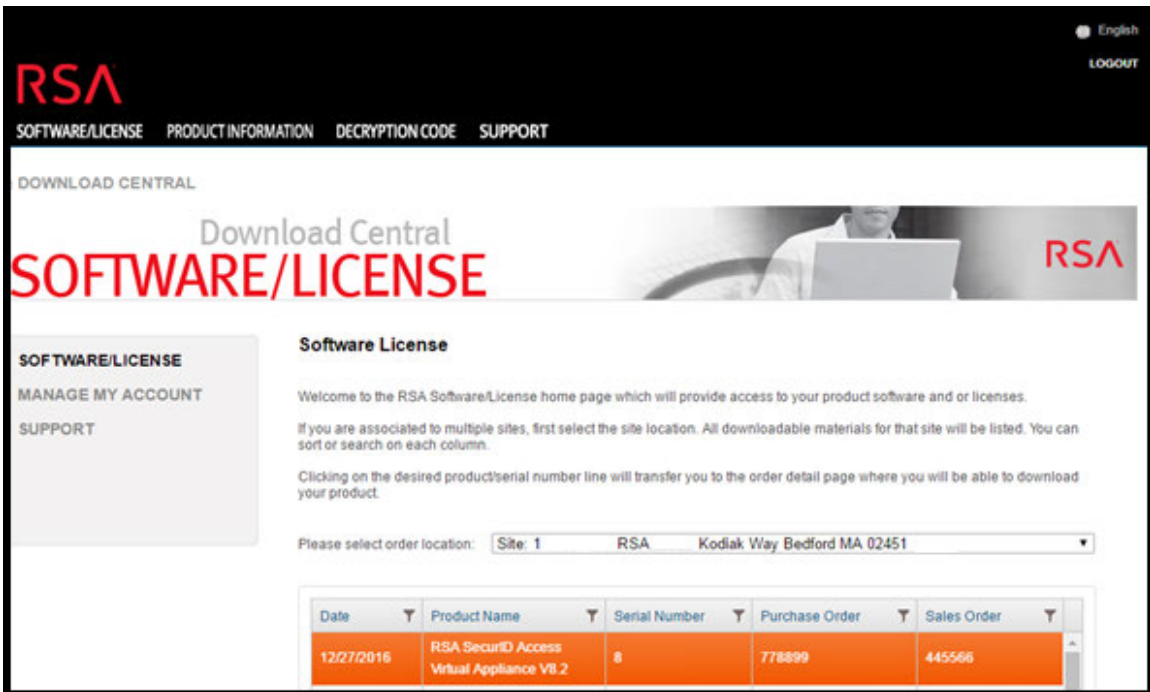 English
LOGOUT
RSA
SOFTWARE/LICENSE PRODUCT INFORMATION DECRYPTION CODE SUPPORT
DOWNLOAD CENTRAL
Download Central
SOFTWARE/LICENSE
RSA
SOFTWARE/LICENSE
MANAGE MY ACCOUNT
SUPPORT
Software License
Welcome to the RSA Software/License home page which will provide access to your product software and or licenses.
If you are associated to multiple sites, first select the site location. All downloadable materials for that site will be listed. You can
sort or search on each column.
Clicking on the desired product/serial number line will transfer you to the order detail page where you will be able to download
your product.
Please select order location: Site: 1 RSA Kodiak Way Bedford MA 02451
Date Product Name Serial Number Purchase Order Sales Order
12/27/2016 RSA SecurID Access 8 778899 445566
Virtual Appliance V8.2